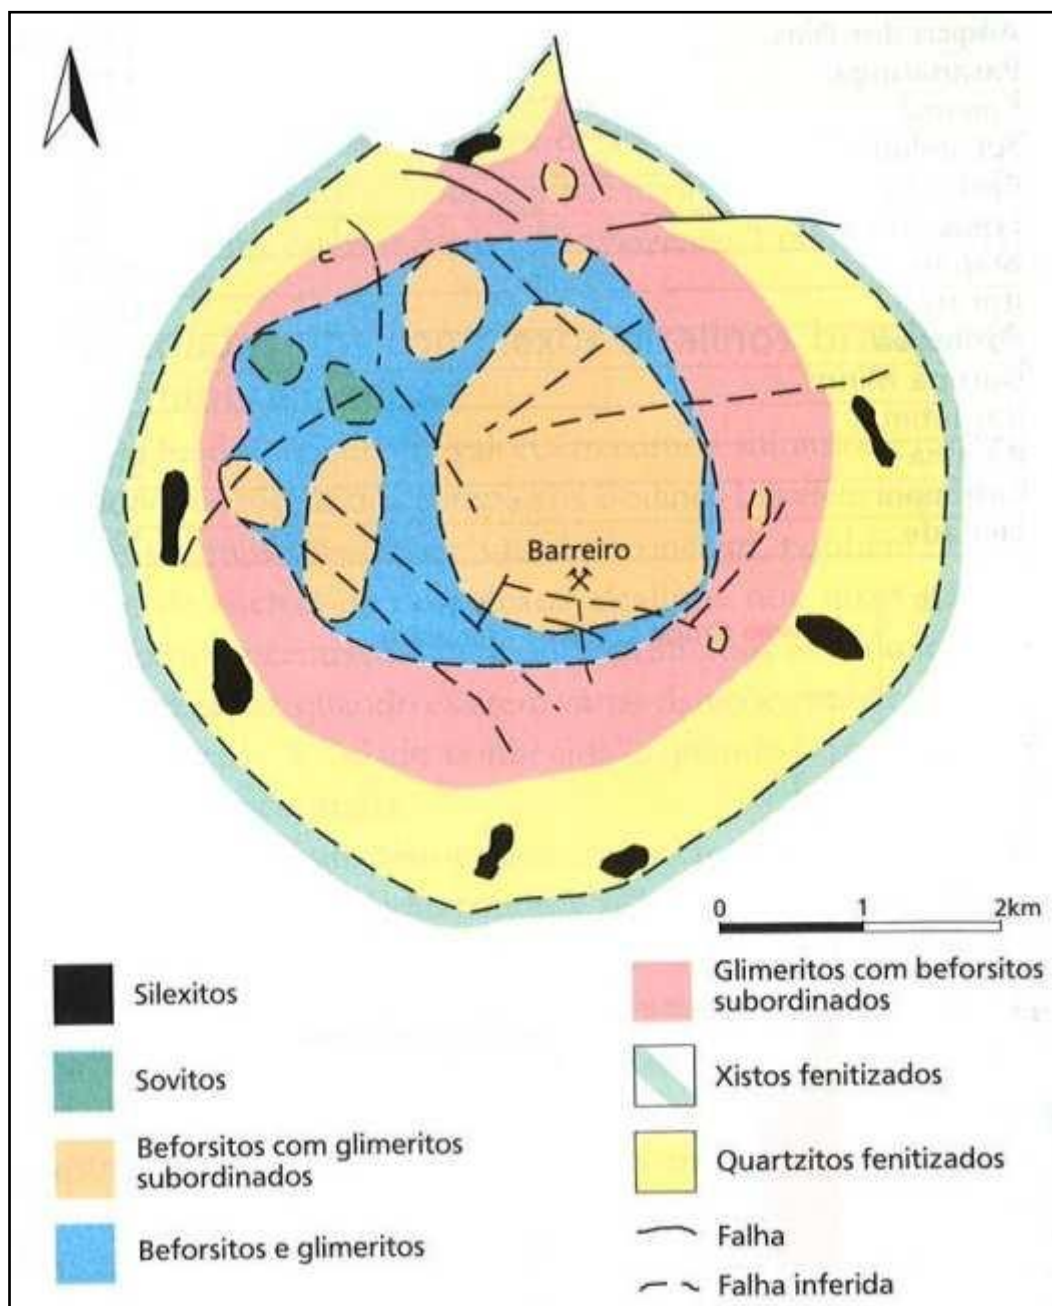 Barreiro
0 1 2km
Silexitos
Sovitos
Beforsitos com glimeritos
subordinados
Beforsitos e glimeritos
Glimeritos com beforsitos
subordinados
Xistos fenitizados
Quartzitos fenitizados
Falha
Falha inferida